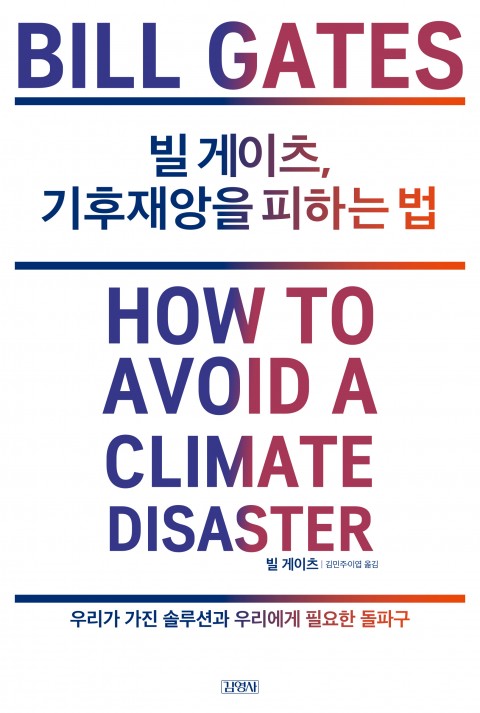 BILL GATES
빌 게이츠,
기후재앙을 피하는 법
HOW TO
AVOID A
CLIMATE
DISASTER
빌 게이츠 | 김민주·이엽 옮김
우리가 가진 솔루션과 우리에게 필요한 돌파구
김영사